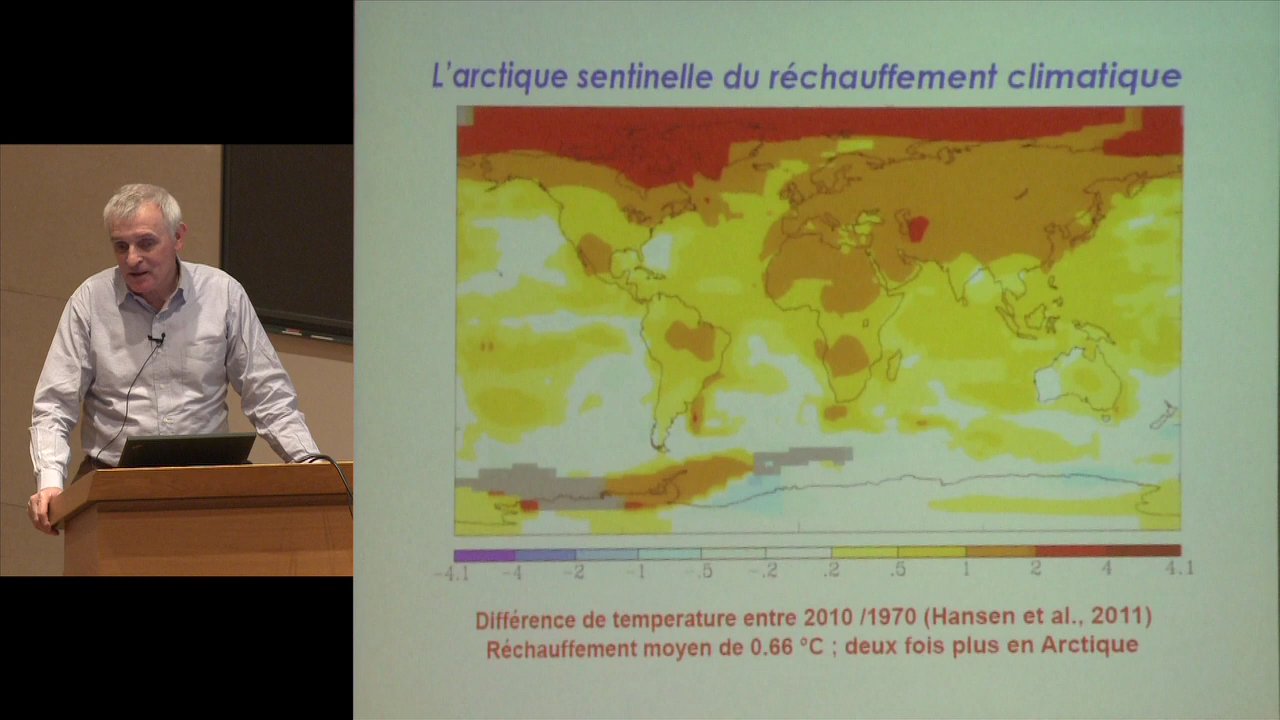 L'arctique sentinelle du réchauffement climatique
-4.1 -4 -2 -1 -.5 -.2 .2 .5 1 2 4 4.1
Différence de temperature entre 2010 /1970 (Hansen et al., 2011)
Réchauffement moyen de 0.66 °C ; deux fois plus en Arctique